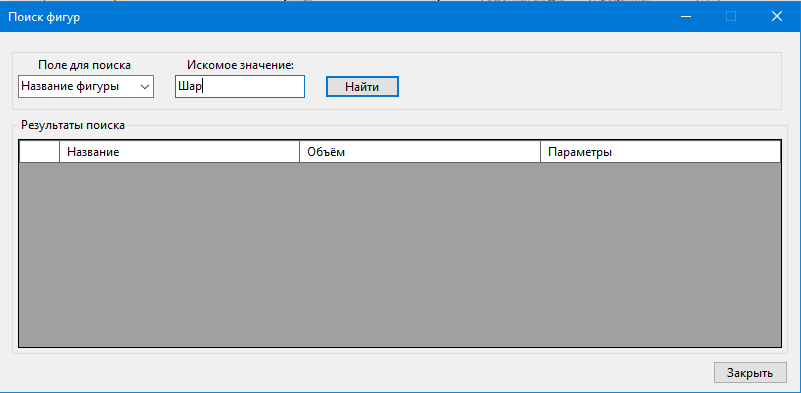 Поиск фигур
Поле для поиска
Искомое значение:
Название фигуры
Шар
Найти
Результаты поиска
Название
Объём
Параметры
Закрыть